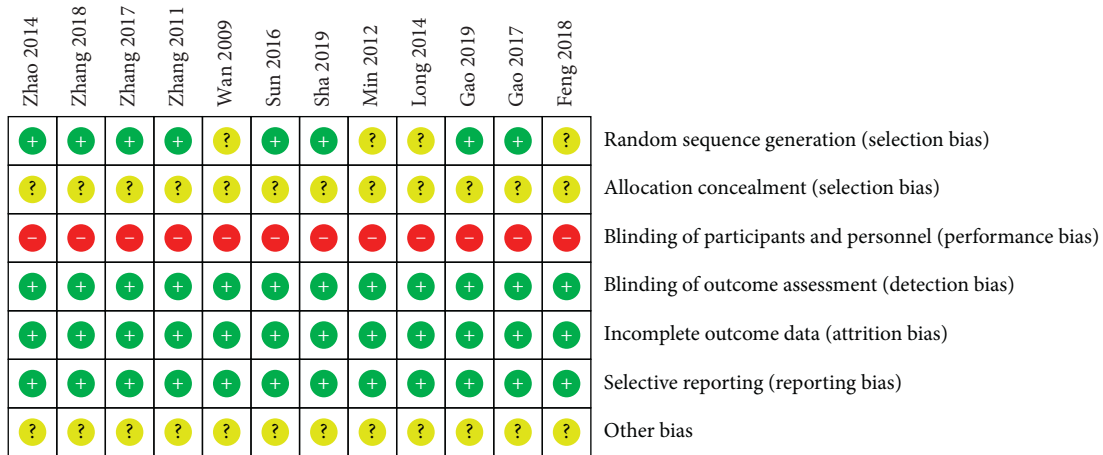 Zhao 2014
Zhang 2018
Zhang 2017
Zhang 2011
Wan 2009
Sun 2016
Sha 2019
Min 2012
Long 2014
Gao 2019
Gao 2017
Feng 2018
+ + + + ? + + ? ? + + ? Random sequence generation (selection bias)
? ? ? ? ? ? ? ? ? ? ? ? Allocation concealment (selection bias)
– – – – – – – – – – – – Blinding of participants and personnel (performance bias)
+ + + + + + + + + + + + Blinding of outcome assessment (detection bias)
+ + + + + + + + + + + + Incomplete outcome data (attrition bias)
+ + + + + + + + + + + + Selective reporting (reporting bias)
? ? ? ? ? ? ? ? ? ? ? ? Other bias